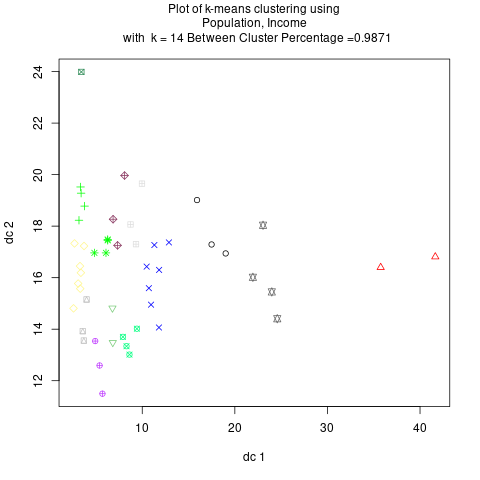 Plot of k-means clustering using
Population, Income
with k = 14 Between Cluster Percentage =0.9871
24
22
20
18
16
14
12
dc 2
10
20
30
40
dc 1